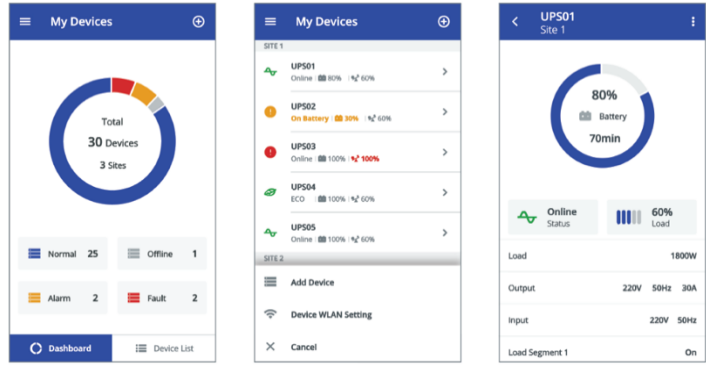 My Devices
Total
30 Devices
3 Sites
Normal 25
Offline 1
Alarm 2
Fault 2
Dashboard
Device List
My Devices
SITE 1
UPS01
Online 80% 60%
UPS02
On Battery 30% 60%
UPS03
Online 100% 100%
UPS04
ECO 100% 60%
UPS05
Online 100% 60%
SITE 2
Add Device
Device WLAN Setting
Cancel
UPS01
Site 1
80%
Battery
70min
Online
Status
60%
Load
Load 1800W
Output 220V 50Hz 30A
Input 220V 50Hz
Load Segment 1 On